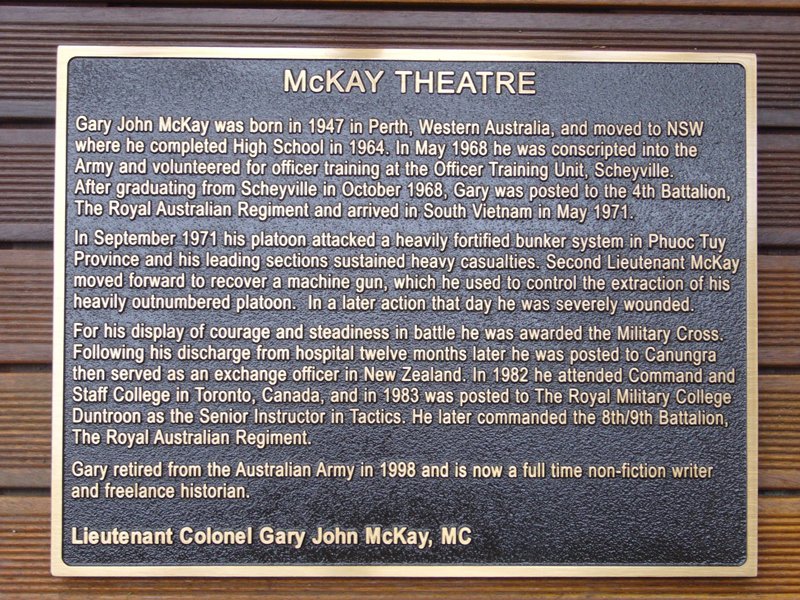 McKAY THEATRE
Gary John McKay was born in 1947 in Perth, Western Australia, and moved to NSW
where he completed High School in 1964. In May 1968 he was conscripted into the
Army and volunteered for officer training at the Officer Training Unit, Scheyville.
After graduating from Scheyville in October 1968, Gary was posted to the 4th Battalion,
The Royal Australian Regiment and arrived in South Vietnam in May 1971.
In September 1971 his platoon attacked a heavily fortified bunker system in Phuoc Tuy
Province and his leading sections sustained heavy casualties. Second Lieutenant McKay
moved forward to recover a machine gun, which he used to control the extraction of his
heavily outnumbered platoon. In a later action that day he was severely wounded.
For his display of courage and steadiness in battle he was awarded the Military Cross.
Following his discharge from hospital twelve months later he was posted to Canungra
then served as an exchange officer in New Zealand. In 1982 he attended Command and
Staff College in Toronto, Canada, and in 1983 was posted to The Royal Military College
Duntroon as the Senior Instructor in Tactics. He later commanded the 8th/9th Battalion,
The Royal Australian Regiment.
Gary retired from the Australian Army in 1998 and is now a full time non-fiction writer
and freelance historian.
Lieutenant Colonel Gary John McKay, MC